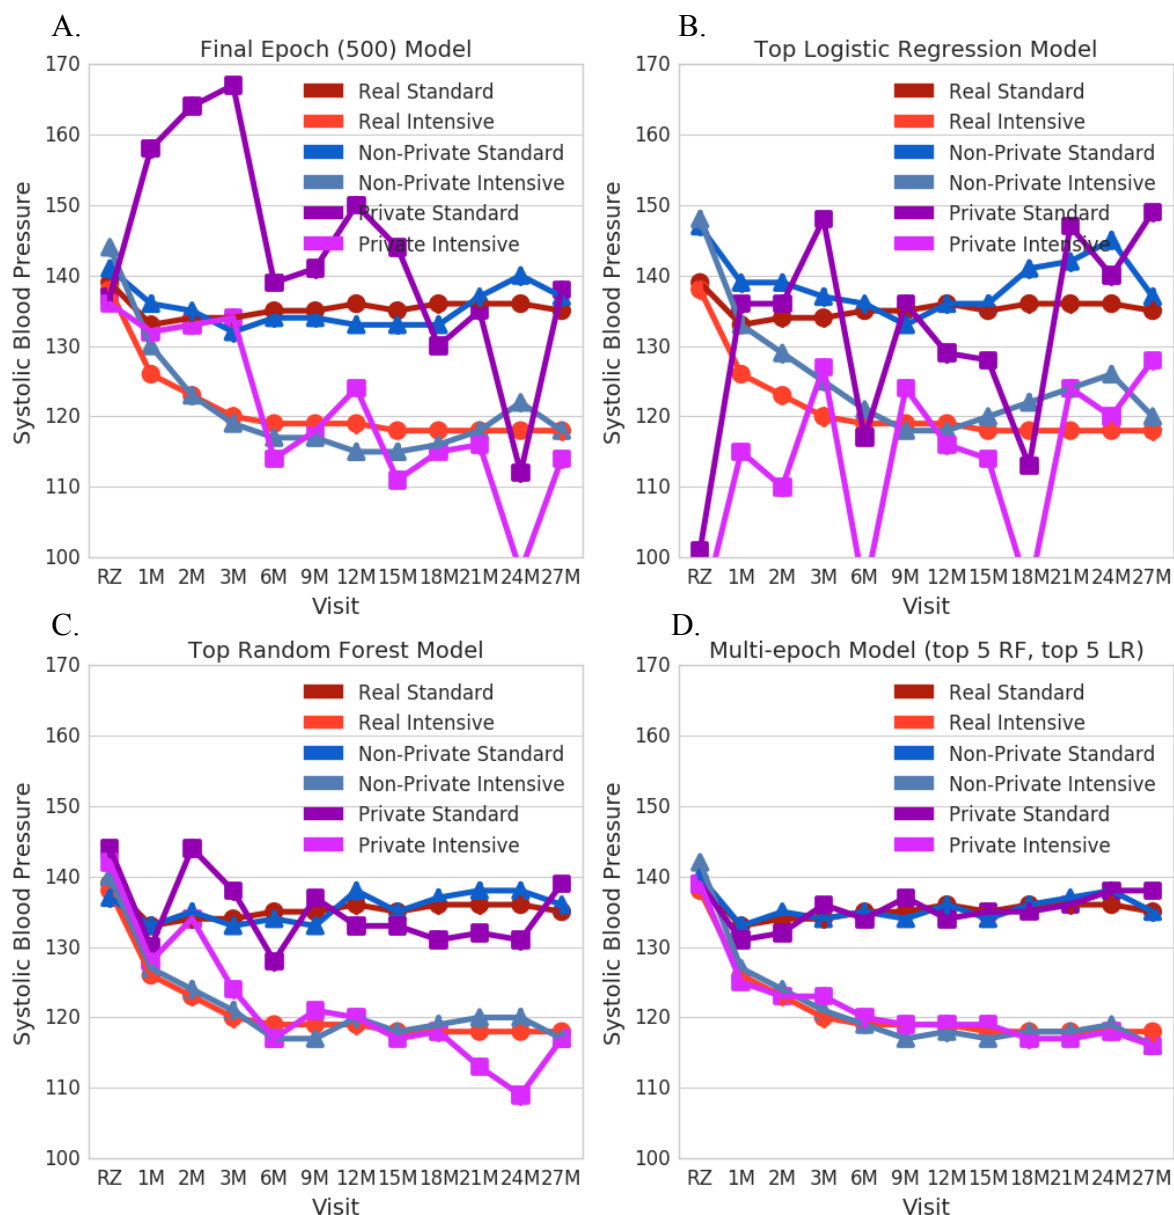 A.
Final Epoch (500) Model
170
160
150
140
130
120
110
100
Systolic Blood Pressure
Real Standard
Real Intensive
Non-Private Standard
Non-Private Intensive
Private Standard
Private Intensive
RZ 1M 2M 3M 6M 9M 12M 15M 18M 21M 24M 27M
Visit
B.
Top Logistic Regression Model
170
160
150
140
130
120
110
100
Systolic Blood Pressure
Real Standard
Real Intensive
Non-Private Standard
Non-Private Intensive
Private Standard
Private Intensive
RZ 1M 2M 3M 6M 9M 12M 15M 18M 21M 24M 27M
Visit
C.
Top Random Forest Model
170
160
150
140
130
120
110
100
Systolic Blood Pressure
Real Standard
Real Intensive
Non-Private Standard
Non-Private Intensive
Private Standard
Private Intensive
RZ 1M 2M 3M 6M 9M 12M 15M 18M 21M 24M 27M
Visit
D.
Multi-epoch Model (top 5 RF, top 5 LR)
170
160
150
140
130
120
110
100
Systolic Blood Pressure
Real Standard
Real Intensive
Non-Private Standard
Non-Private Intensive
Private Standard
Private Intensive
RZ 1M 2M 3M 6M 9M 12M 15M 18M 21M 24M 27M
Visit